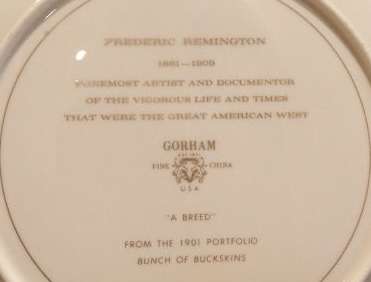 FREDERIC REMINGTON
1861—1909
FOREMOST ARTIST AND DOCUMENTOR
OF THE VIGOROUS LIFE AND TIMES
THAT WERE THE GREAT AMERICAN WEST
GORHAM
FINE CHINA
U.S.A
"A BREED"
FROM THE 1901 PORTFOLIO
BUNCH OF BUCKSKINS